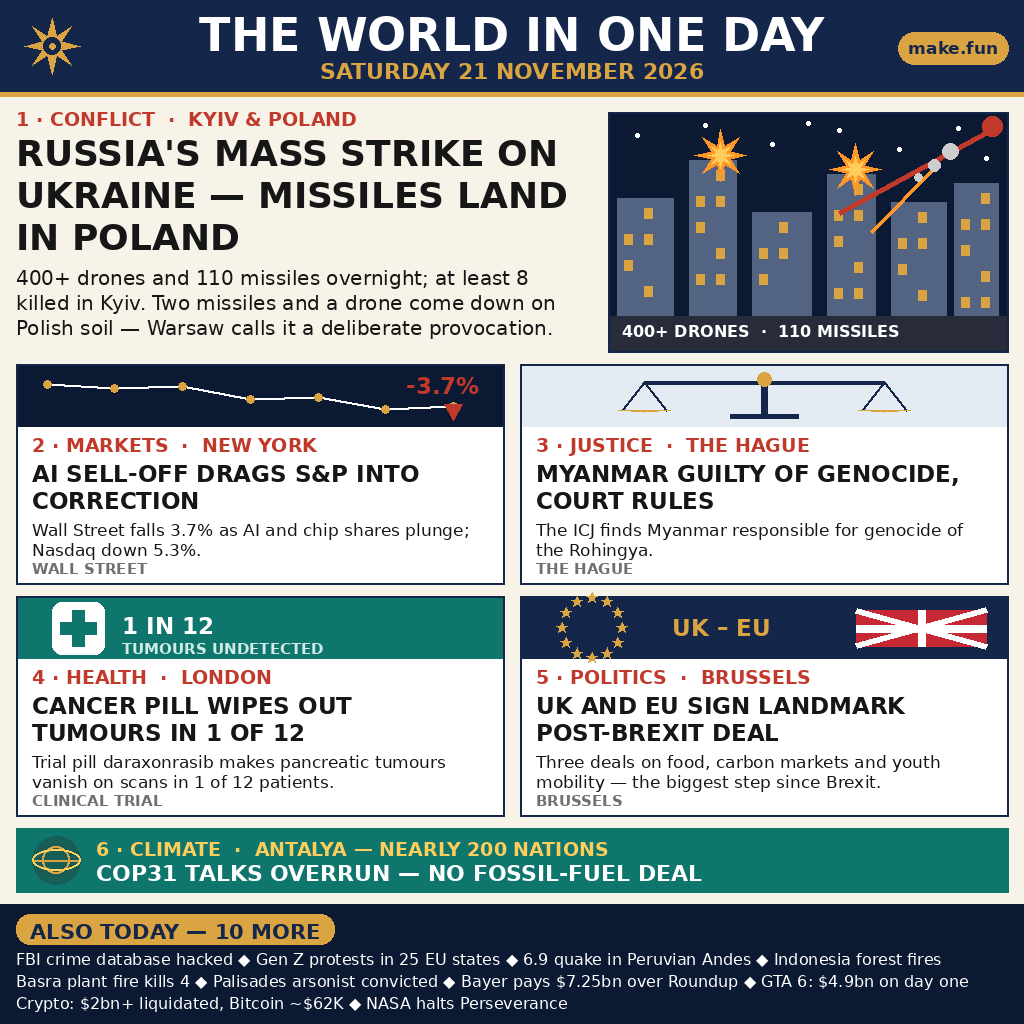 THE WORLD IN ONE DAY
SATURDAY 21 NOVEMBER 2026
make.fun
1 · CONFLICT · KYIV & POLAND
RUSSIA'S MASS STRIKE ON
UKRAINE — MISSILES LAND
IN POLAND
400+ drones and 110 missiles overnight; at least 8
killed in Kyiv. Two missiles and a drone come down on
Polish soil — Warsaw calls it a deliberate provocation.
400+ DRONES · 110 MISSILES
-3.7%
2 · MARKETS · NEW YORK
AI SELL-OFF DRAGS S&P INTO
CORRECTION
Wall Street falls 3.7% as AI and chip shares plunge;
Nasdaq down 5.3%.
WALL STREET
3 · JUSTICE · THE HAGUE
MYANMAR GUILTY OF GENOCIDE,
COURT RULES
The ICJ finds Myanmar responsible for genocide of
the Rohingya.
THE HAGUE
1 IN 12
TUMOURS UNDETECTED
4 · HEALTH · LONDON
CANCER PILL WIPES OUT
TUMOURS IN 1 OF 12
Trial pill daraxonrasib makes pancreatic tumours
vanish on scans in 1 of 12 patients.
CLINICAL TRIAL
UK – EU
5 · POLITICS · BRUSSELS
UK AND EU SIGN LANDMARK
POST-BREXIT DEAL
Three deals on food, carbon markets and youth
mobility — the biggest step since Brexit.
BRUSSELS
6 · CLIMATE · ANTALYA — NEARLY 200 NATIONS
COP31 TALKS OVERRUN — NO FOSSIL-FUEL DEAL
ALSO TODAY — 10 MORE
FBI crime database hacked ◆ Gen Z protests in 25 EU states ◆ 6.9 quake in Peruvian Andes ◆ Indonesia forest fires
Basra plant fire kills 4 ◆ Palisades arsonist convicted ◆ Bayer pays $7.25bn over Roundup ◆ GTA 6: $4.9bn on day one
Crypto: $2bn+ liquidated, Bitcoin ~$62K ◆ NASA halts Perseverance